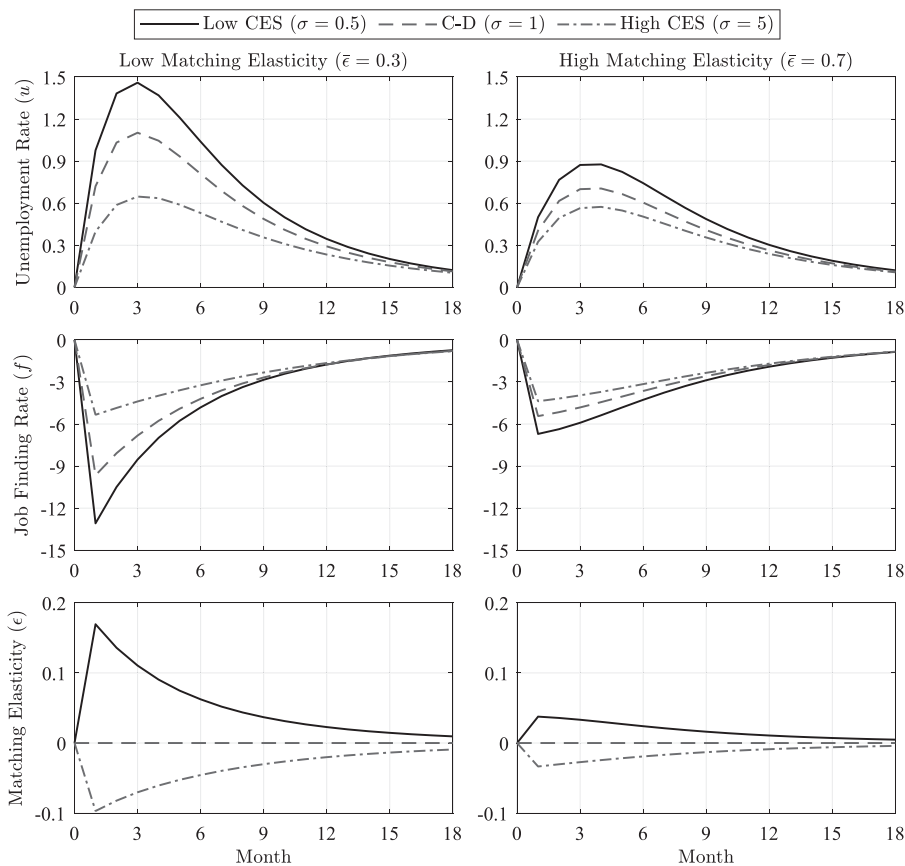 Low CES (σ = 0.5) C-D (σ = 1) High CES (σ = 5)
Low Matching Elasticity (ε̄ = 0.3) High Matching Elasticity (ε̄ = 0.7)
Unemployment Rate (u)
1.5
1.2
0.9
0.6
0.3
0
0 3 6 9 12 15 18
1.5
1.2
0.9
0.6
0.3
0
0 3 6 9 12 15 18
Job Finding Rate (f)
0
-3
-6
-9
-12
-15
0 3 6 9 12 15 18
0
-3
-6
-9
-12
-15
0 3 6 9 12 15 18
Matching Elasticity (ϵ)
0.2
0.1
0
-0.1
0 3 6 9 12 15 18
Month
0.2
0.1
0
-0.1
0 3 6 9 12 15 18
Month